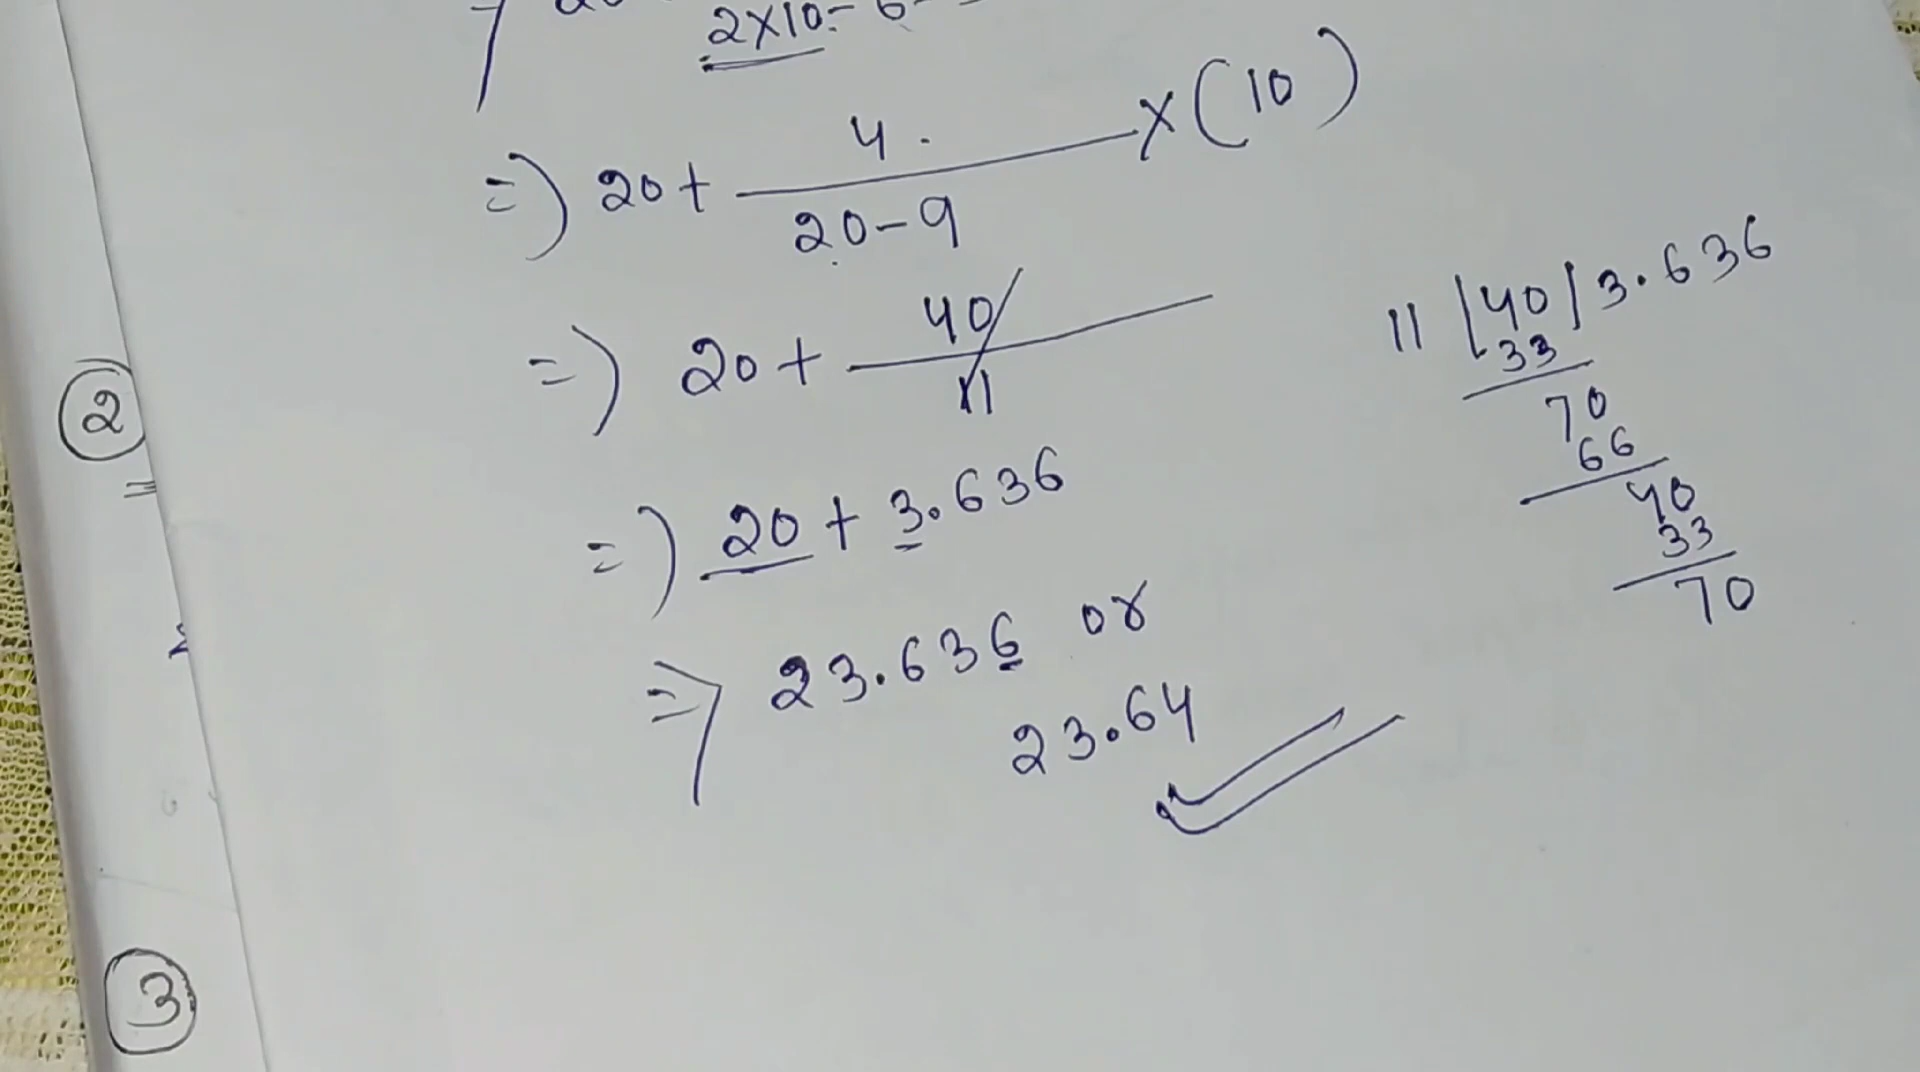 2×10- 6-
=) 20+ 4. / 20-9 ×(10)
=) 20+ 40/11
=) 20 + 3.636
=> 23.636 or
23.64
11 |40| 3.636
33
70
66
40
33
70
2
=
3